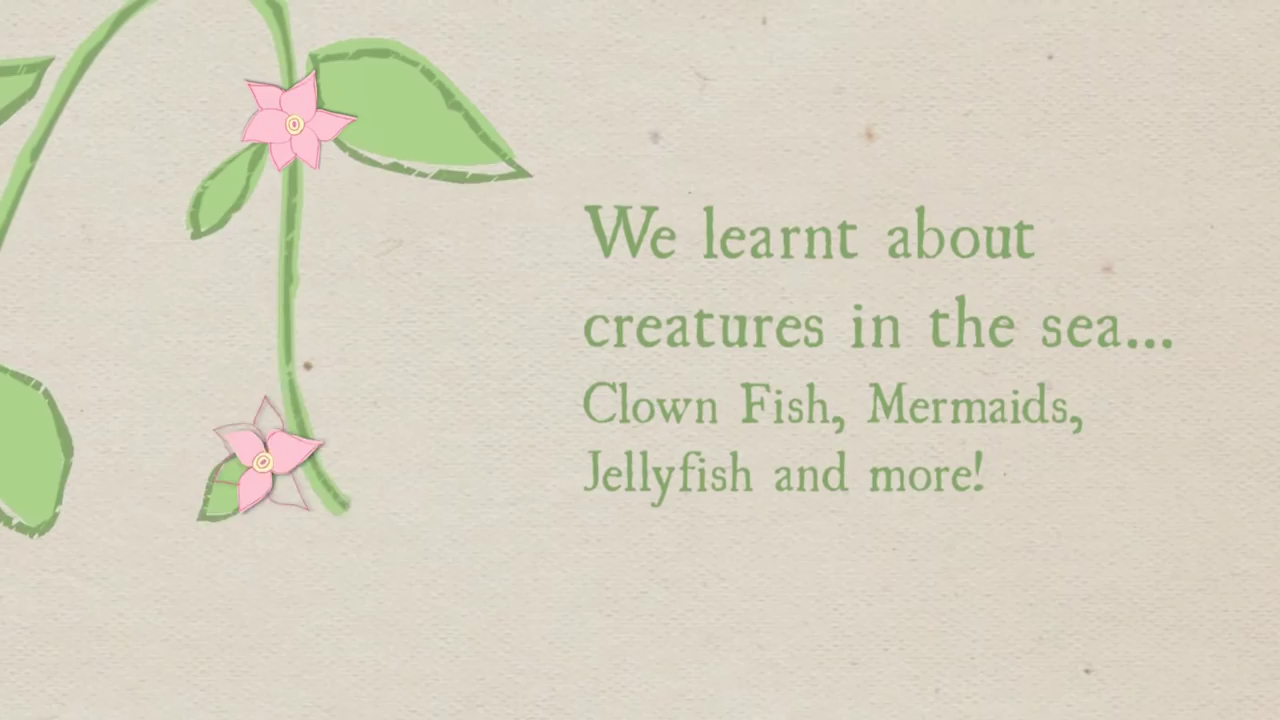 We learnt about
creatures in the sea...
Clown Fish, Mermaids,
Jellyfish and more!